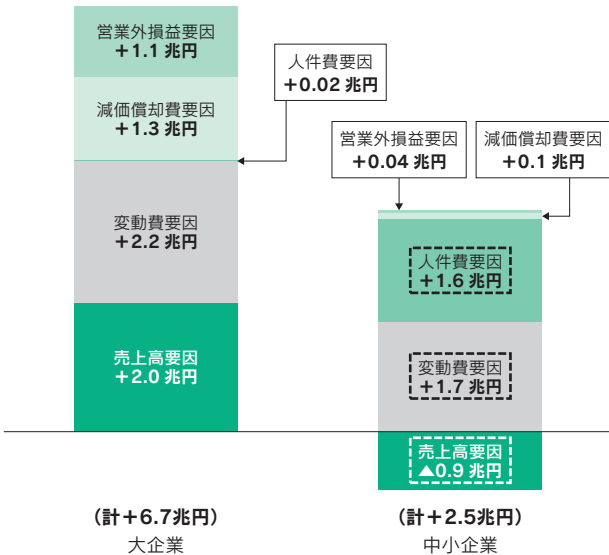 営業外損益要因
＋1.1 兆円
減価償却費要因
＋1.3 兆円
人件費要因
＋0.02 兆円
変動費要因
＋2.2 兆円
売上高要因
＋2.0 兆円
営業外損益要因
＋0.04 兆円
減価償却費要因
＋0.1 兆円
人件費要因
＋1.6 兆円
変動費要因
＋1.7 兆円
売上高要因
▲0.9 兆円
（計＋6.7兆円）
大企業
（計＋2.5兆円）
中小企業